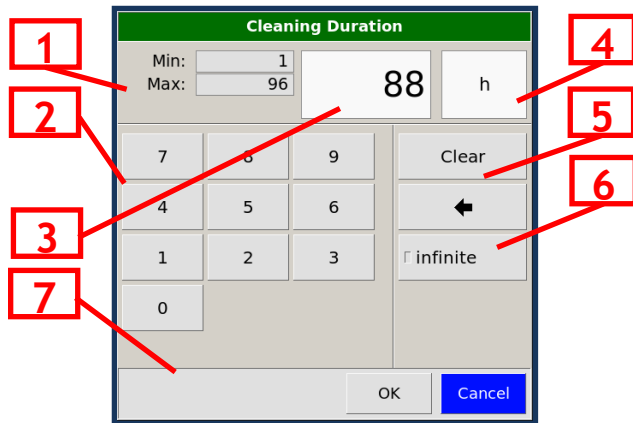 Cleaning Duration
1
Min: 1
Max: 96
88
h
4
2
7 8 9
Clear
5
4 5 6
6
3
1 2 3
infinite
7
0
OK
Cancel